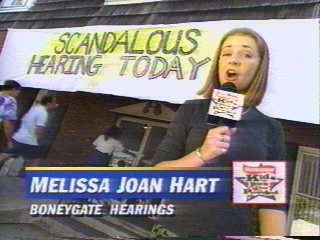 SCANDALOUS
HEARING TODAY
MELISSA JOAN HART
BONEYGATE HEARINGS